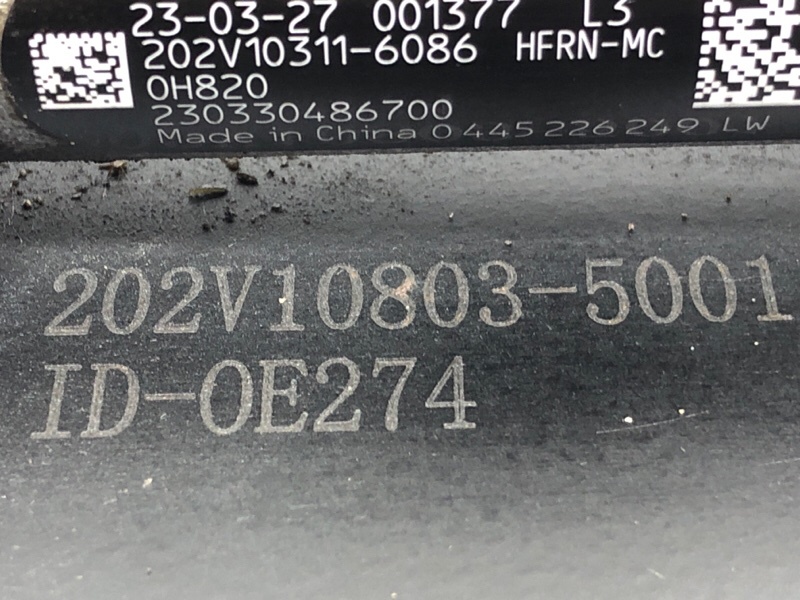 23-03-27 001377 L3
202V10311-6086 HFRN-MC
0H820
230330486700
Made in China 0 445 226 249 LW
202V10803-5001
ID-OE274